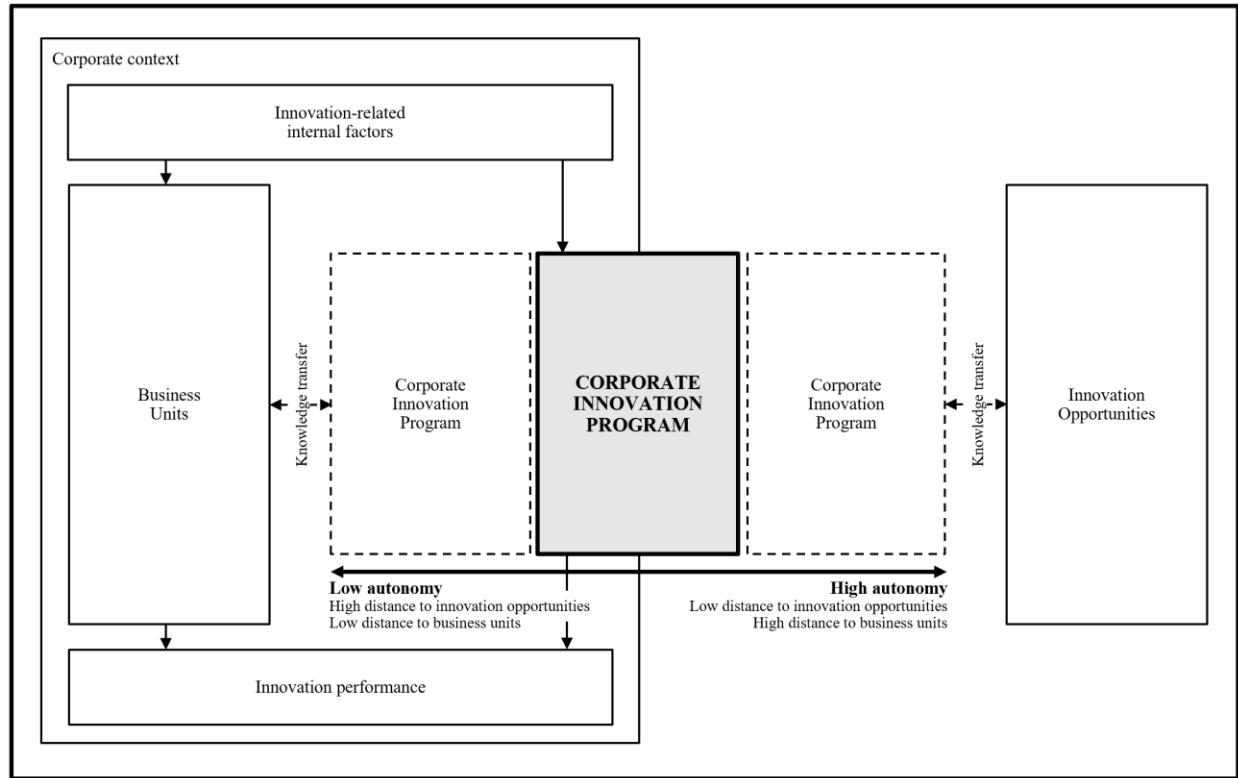 Corporate context
Innovation-related
internal factors
Business
Units
Knowledge transfer
Corporate
Innovation
Program
CORPORATE
INNOVATION
PROGRAM
Corporate
Innovation
Program
Knowledge transfer
Innovation
Opportunities
Low autonomy
High distance to innovation opportunities
Low distance to business units
High autonomy
Low distance to innovation opportunities
High distance to business units
Innovation performance